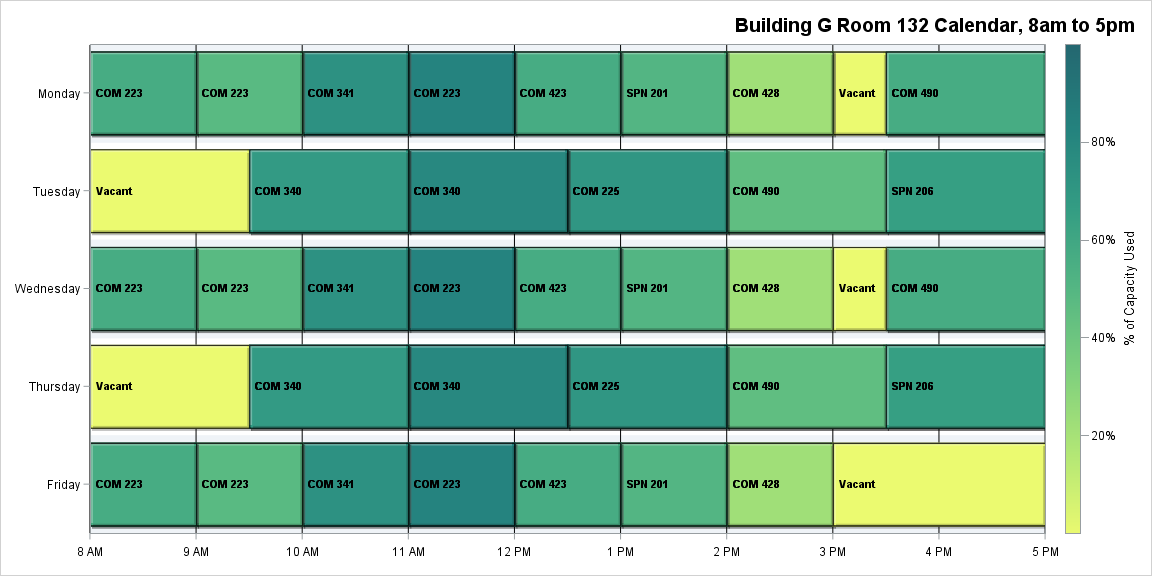 Building G Room 132 Calendar, 8am to 5pm
Monday COM 223 COM 223 COM 341 COM 223 COM 423 SPN 201 COM 428 Vacant COM 490
Tuesday Vacant COM 340 COM 340 COM 225 COM 490 SPN 206
Wednesday COM 223 COM 223 COM 341 COM 223 COM 423 SPN 201 COM 428 Vacant COM 490
Thursday Vacant COM 340 COM 340 COM 225 COM 490 SPN 206
Friday COM 223 COM 223 COM 341 COM 223 COM 423 SPN 201 COM 428 Vacant
8 AM 9 AM 10 AM 11 AM 12 PM 1 PM 2 PM 3 PM 4 PM 5 PM
80%
60%
40%
20%
% of Capacity Used